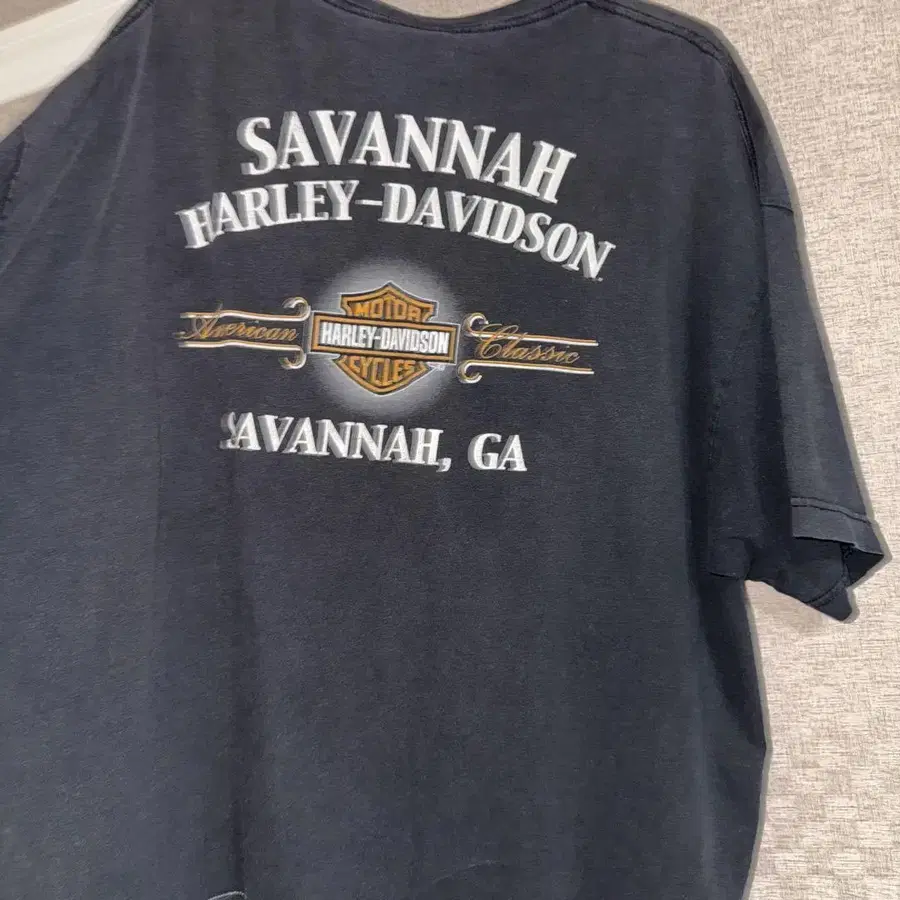 SAVANNAH
HARLEY-DAVIDSON
MOTOR
American HARLEY-DAVIDSON Classic
CYCLES
SAVANNAH, GA